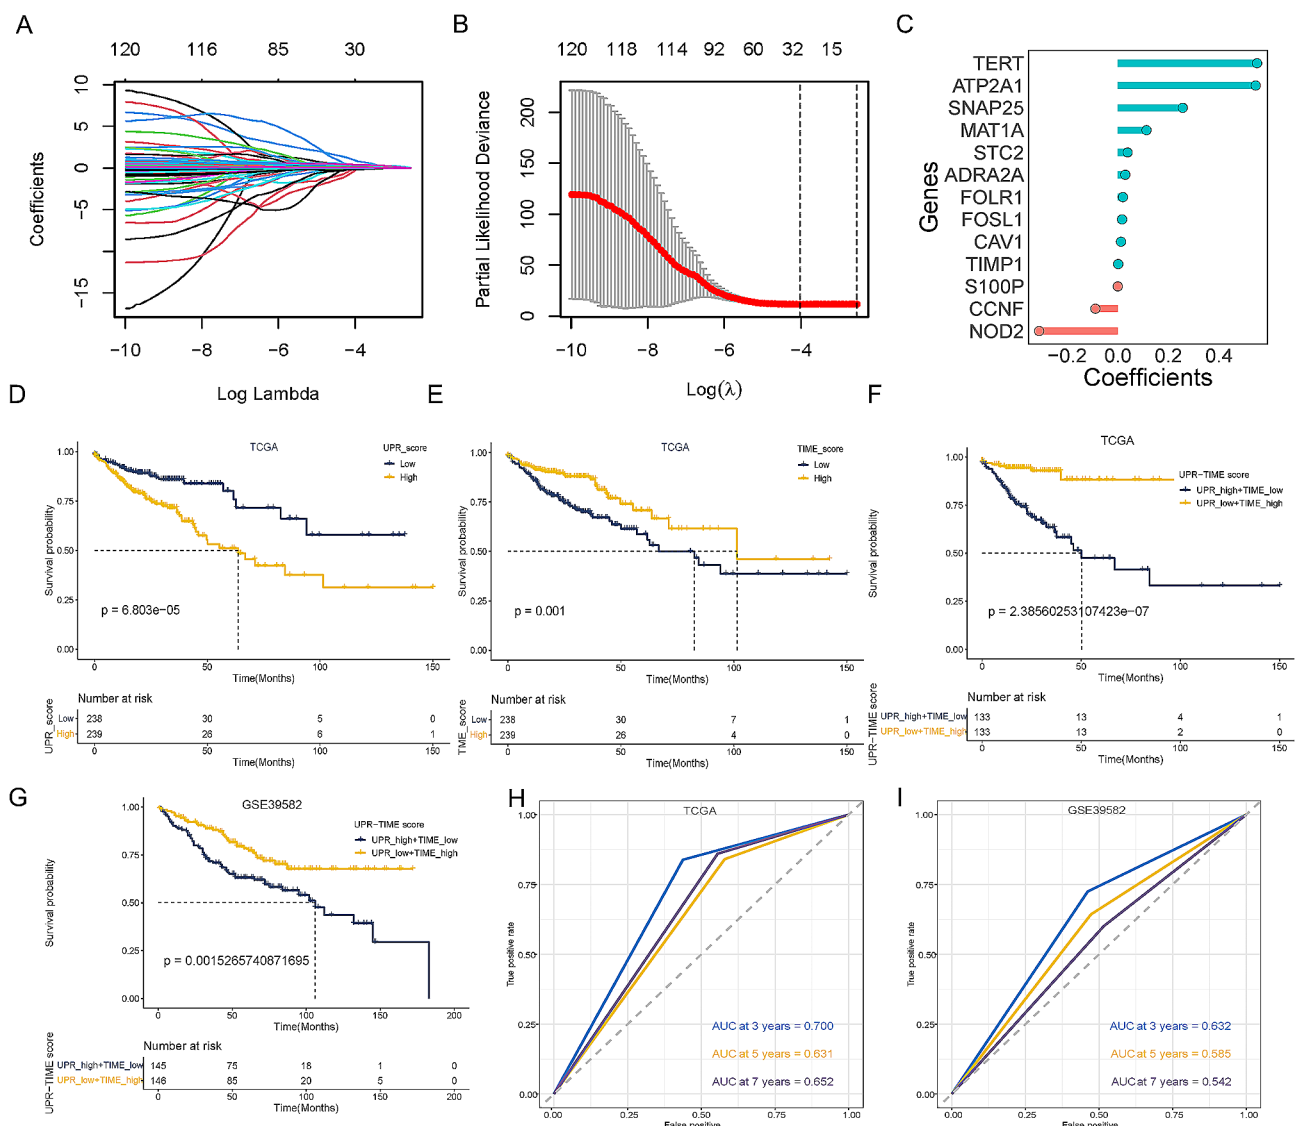 A
120 116 85 30
10
5
0
−5
−15
Coefficients
−10 −8 −6 −4
Log Lambda
B
120 118 114 92 60 32 15
200
150
100
50
0
Partial Likelihood Deviance
−10 −8 −6 −4
Log(λ)
C
Genes
TERT
ATP2A1
SNAP25
MAT1A
STC2
ADRA2A
FOLR1
FOSL1
CAV1
TIMP1
S100P
CCNF
NOD2
−0.2 0.0 0.2 0.4
Coefficients
D
TCGA
UPR_score
Low
High
Survival probability
1.00
0.75
0.50
0.25
0.00
p = 6.803e−05
0 50 100 150
Time(Months)
Number at risk
UPR_score
Low 238 30 5 0
High 239 26 6 1
0 50 100 150
Time(Months)
E
TCGA
TIME_score
Low
High
Survival probability
1.00
0.75
0.50
0.25
0.00
p = 0.001
0 50 100 150
Time(Months)
Number at risk
TME_score
Low 238 30 7 1
High 239 26 4 0
0 50 100 150
Time(Months)
F
TCGA
UPR−TIME score
UPR_high+TIME_low
UPR_low+TIME_high
Survival probability
1.00
0.75
0.50
0.25
0.00
p = 2.38560253107423e−07
0 50 100 150
Time(Months)
Number at risk
UPR−TIME score
UPR_high+TIME_low 133 13 4 1
UPR_low+TIME_high 133 13 2 0
0 50 100 150
Time(Months)
G
GSE39582
UPR−TIME score
UPR_high+TIME_low
UPR_low+TIME_high
Survival probability
1.00
0.75
0.50
0.25
0.00
p = 0.0015265740871695
0 50 100 150 200
Time(Months)
Number at risk
UPR−TIME score
UPR_high+TIME_low 145 75 18 1 0
UPR_low+TIME_high 146 85 20 5 0
0 50 100 150 200
Time(Months)
H
TCGA
True positive rate
1.00
0.75
0.50
0.25
0.00
AUC at 3 years = 0.700
AUC at 5 years = 0.631
AUC at 7 years = 0.652
0.00 0.25 0.50 0.75 1.00
False positive
I
GSE39582
True positive rate
1.00
0.75
0.50
0.25
0.00
AUC at 3 years = 0.632
AUC at 5 years = 0.585
AUC at 7 years = 0.542
0.00 0.25 0.50 0.75 1.00
False positive